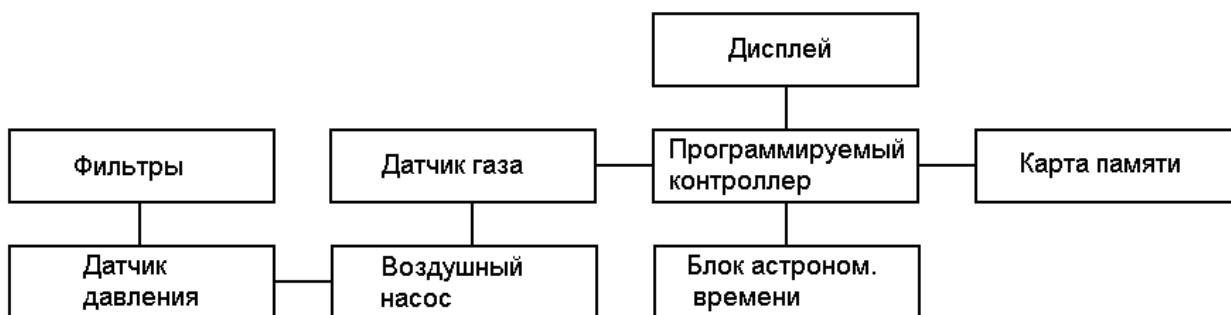 Дисплей
Фильтры
Датчик газа
Программируемый
контроллер
Карта памяти
Датчик
давления
Воздушный
насос
Блок астроном.
времени